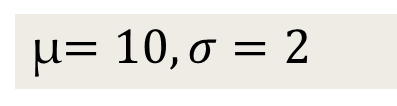 μ= 10, σ = 2